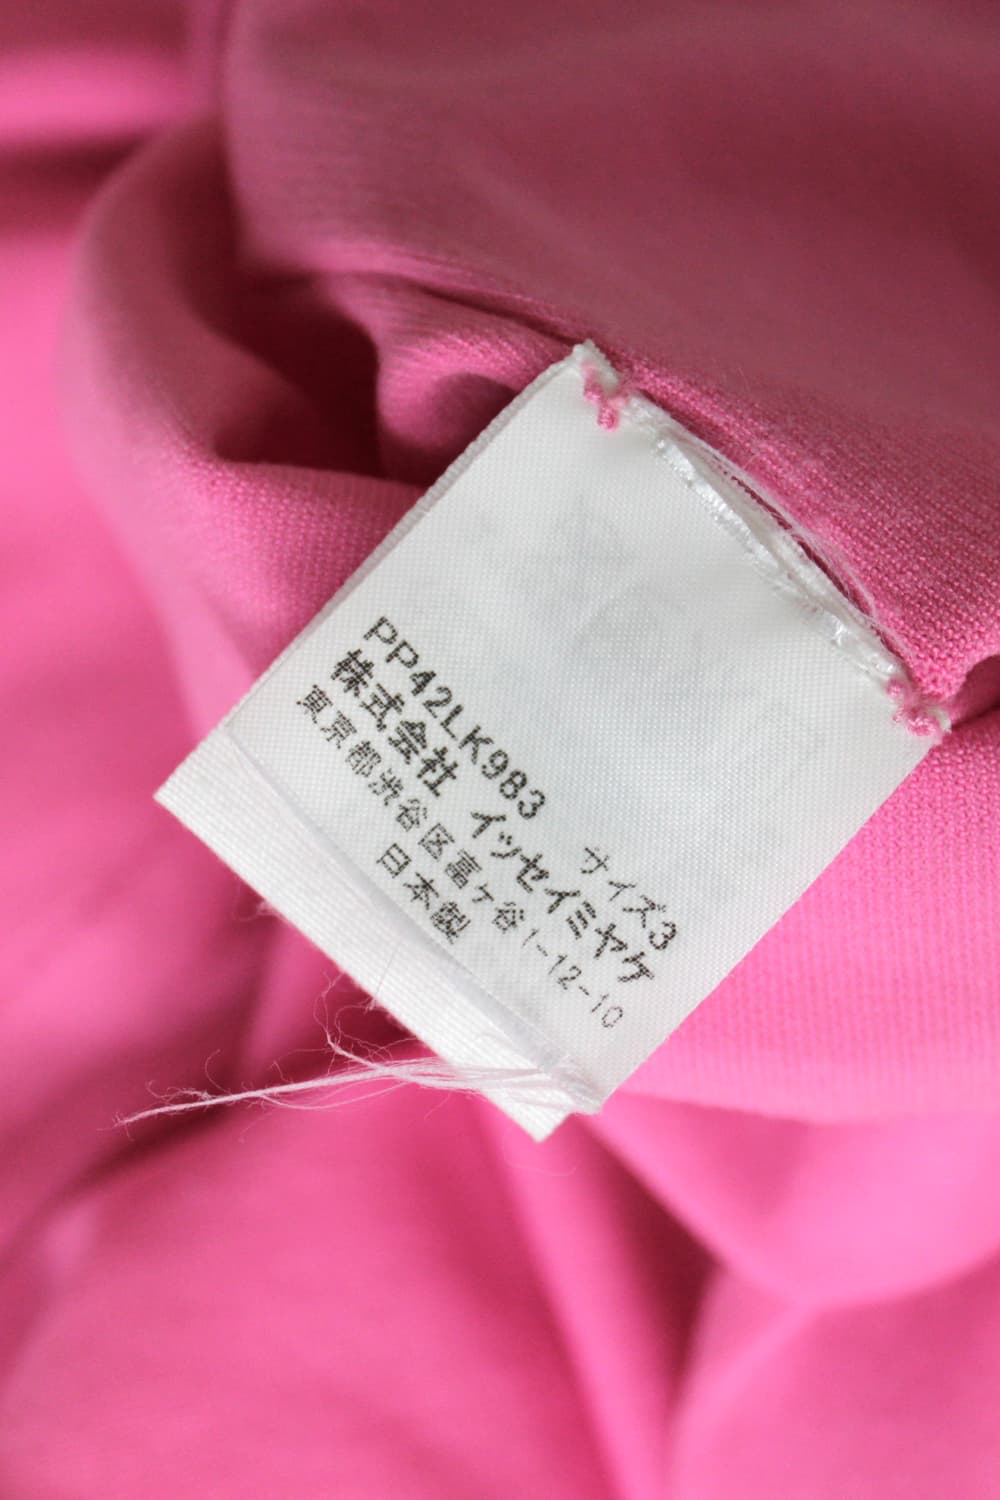 PP42LK983 サイズ3
株式会社 イッセイミヤケ
東京都渋谷区富ヶ谷1-12-10
日本製